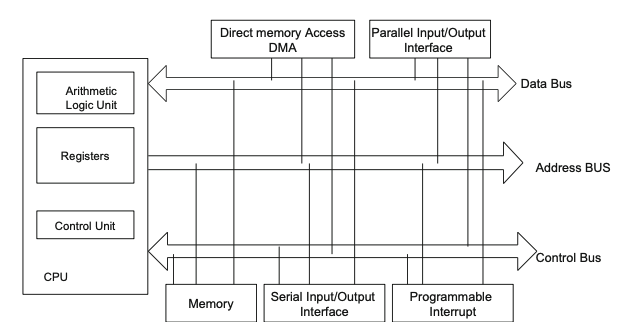 Direct memory Access
DMA
Parallel Input/Output
Interface
Arithmetic
Logic Unit
Data Bus
Registers
Address BUS
Control Unit
Control Bus
CPU
Memory
Serial Input/Output
Interface
Programmable
Interrupt